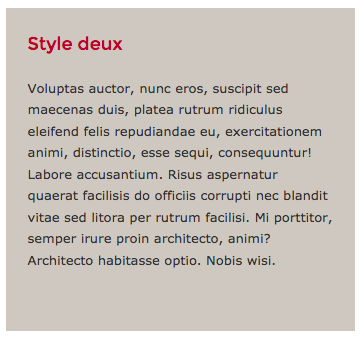 Style deux
Voluptas auctor, nunc eros, suscipit sed
maecenas duis, platea rutrum ridiculus
eleifend felis repudiandae eu, exercitationem
animi, distinctio, esse sequi, consequuntur!
Labore accusantium. Risus aspernatur
quaerat facilisis do officiis corrupti nec blandit
vitae sed litora per rutrum facilisi. Mi porttitor,
semper irure proin architecto, animi?
Architecto habitasse optio. Nobis wisi.